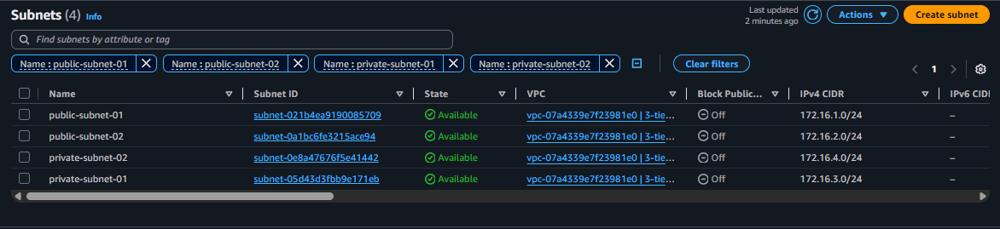 Subnets (4) Info
Last updated
2 minutes ago
Actions
Create subnet
Find subnets by attribute or tag
Name : public-subnet-01 Name : public-subnet-02 Name : private-subnet-01 Name : private-subnet-02 Clear filters
1
Name Subnet ID State VPC Block Public... IPv4 CIDR IPv6 CID
public-subnet-01 subnet-021b4ea9190085709 Available vpc-07a4339e7f23981e0 | 3-tie... Off 172.16.1.0/24 –
public-subnet-02 subnet-0a1bc6fe3215ace94 Available vpc-07a4339e7f23981e0 | 3-tie... Off 172.16.2.0/24 –
private-subnet-02 subnet-0e8a47676f5e41442 Available vpc-07a4339e7f23981e0 | 3-tie... Off 172.16.4.0/24 –
private-subnet-01 subnet-05d43d3fbb9e171eb Available vpc-07a4339e7f23981e0 | 3-tie... Off 172.16.3.0/24 –